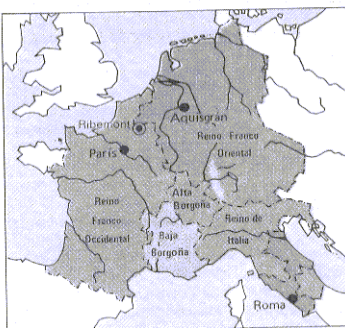 Aquisgrán
Ribemont
Reino Franco
Oriental
París
Alta
Borgoña
Reino
Franco
Occidental
Reino de
Italia
Baja
Borgoña
Roma